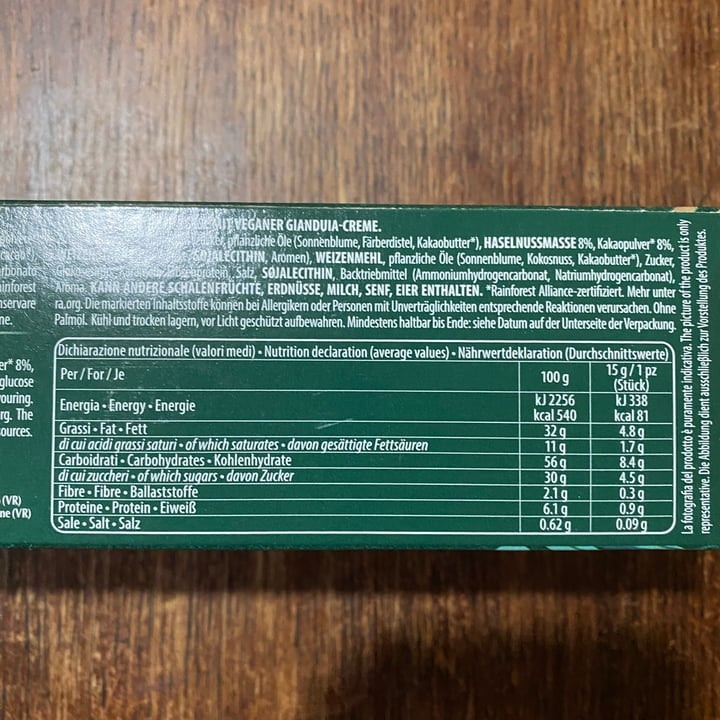 MIT VEGANER GIANDUIA-CREME.
pflanzliche Öle (Sonnenblume, Färberdistel, Kakaobutter*), HASELNUSSMASSE 8%, Kakaopulver* 8%,
SOJALECITHIN, Aromen), WEIZENMEHL, pflanzliche Öle (Sonnenblume, Kokosnuss, Kakaobutter*), Zucker,
Salz, SOJALECITHIN, Backtriebmittel (Ammoniumhydrogencarbonat, Natriumhydrogencarbonat),
Aroma. KANN ANDERE SCHALENFRÜCHTE, ERDNÜSSE, MILCH, SENF, EIER ENTHALTEN. *Rainforest Alliance-zertifiziert. Mehr unter
ra.org. Die markierten Inhaltsstoffe können bei Allergikern oder Personen mit Unverträglichkeiten entsprechende Reaktionen verursachen. Ohne
Palmöl. Kühl und trocken lagern, vor Licht geschützt aufbewahren. Mindestens haltbar bis Ende: siehe Datum auf der Unterseite der Verpackung.
er* 8%,
glucose
vouring.
rg. The
ources.
(VR)
ne (VR)
Dichiarazione nutrizionale (valori medi) • Nutrition declaration (average values) • Nährwertdeklaration (Durchschnittswerte)
Per / For / Je 100 g 15 g / 1 pz (Stück)
Energia • Energy • Energie kJ 2256 kJ 338
kcal 540 kcal 81
Grassi • Fat • Fett 32 g 4.8 g
di cui acidi grassi saturi • of which saturates • davon gesättigte Fettsäuren 11 g 1.7 g
Carboidrati • Carbohydrates • Kohlenhydrate 56 g 8.4 g
di cui zuccheri • of which sugars • davon Zucker 30 g 4.5 g
Fibre • Fibre • Ballaststoffe 2.1 g 0.3 g
Proteine • Protein • Eiweiß 6.1 g 0.9 g
Sale • Salt • Salz 0.62 g 0.09 g
La fotografia del prodotto è puramente indicativa. The picture of the product is only
representative. Die Abbildung dient ausschließlich zur Vorstellung des Produktes.